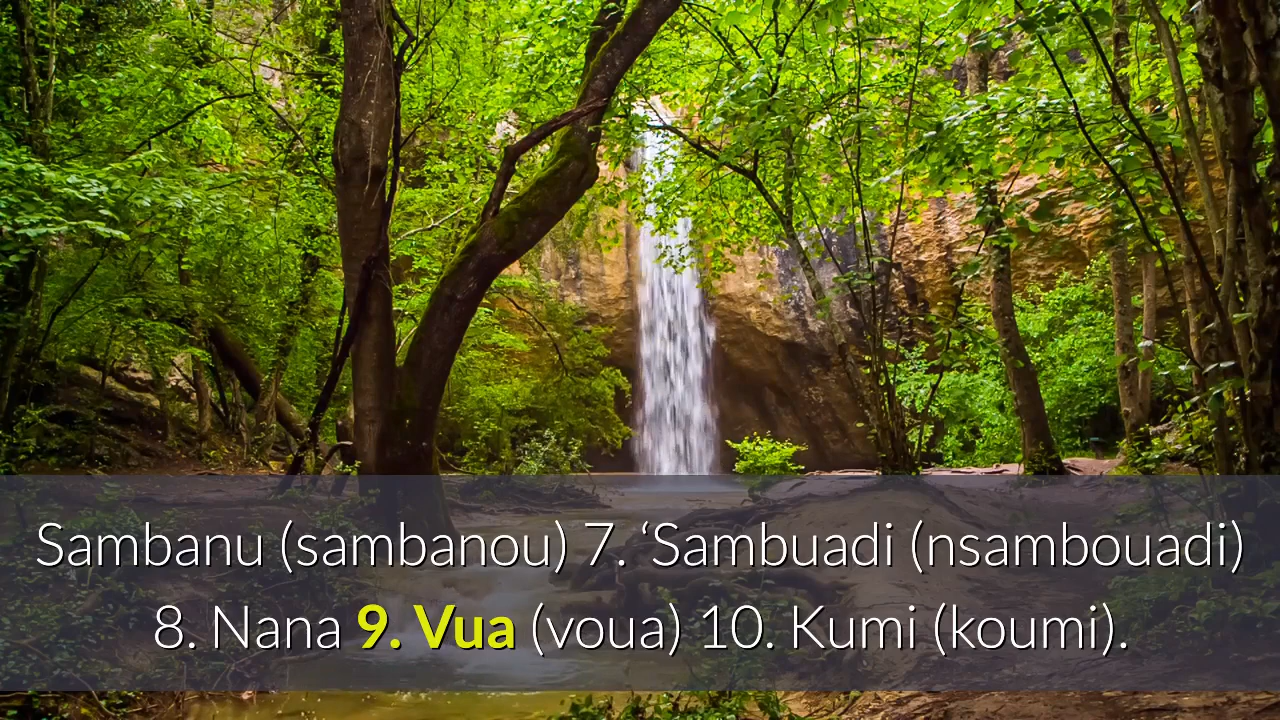 Sambanu (sambanou) 7. ‘Sambuadi (nsambouadi)
8. Nana 9. Vua (voua) 10. Kumi (koumi).